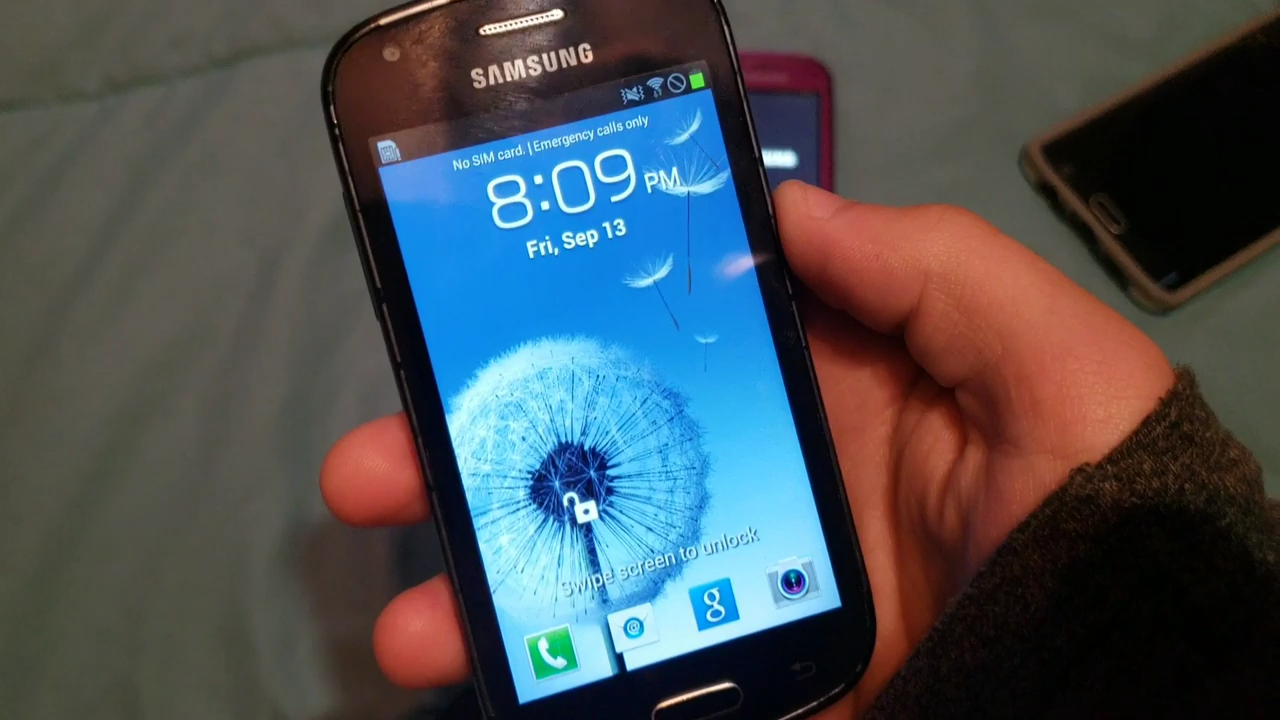 SAMSUNG
No SIM card. | Emergency calls only
8:09 PM
Fri, Sep 13
Swipe screen to unlock
@
g